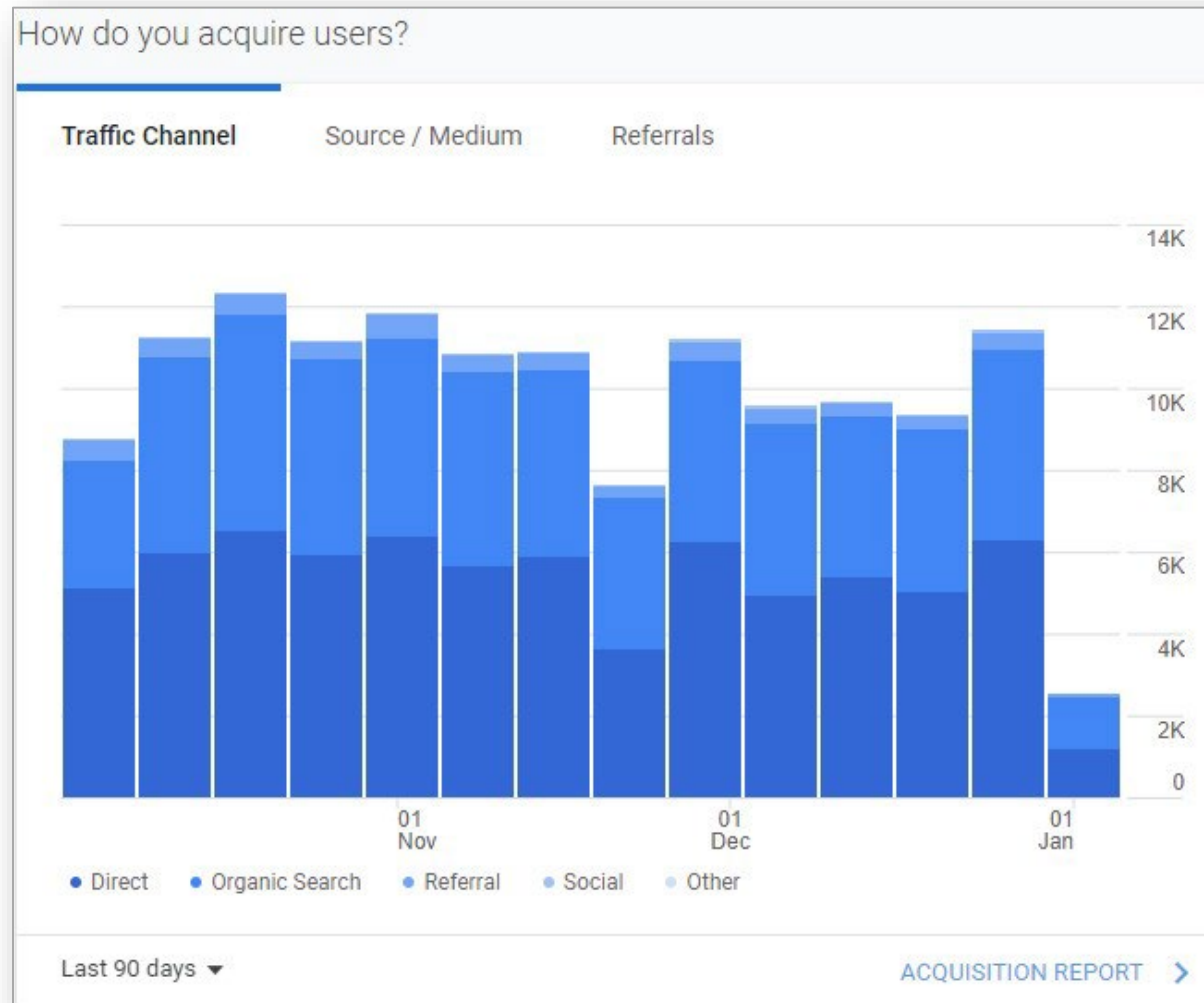 How do you acquire users?
Traffic Channel Source / Medium Referrals
14K
12K
10K
8K
6K
4K
2K
0
01 01 01
Nov Dec Jan
Direct Organic Search Referral Social Other
Last 90 days ACQUISITION REPORT